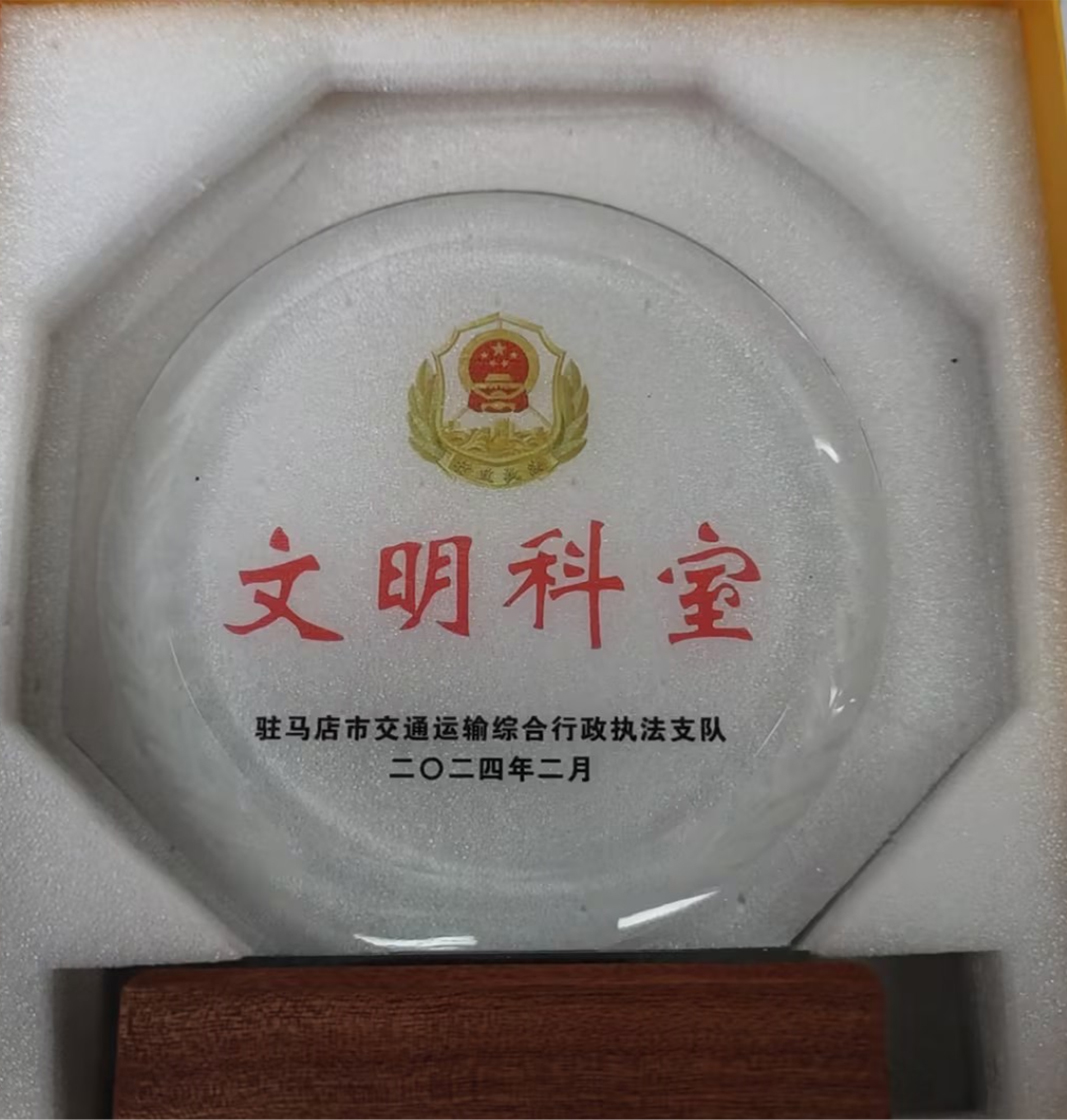 文明科室
驻马店市交通运输综合行政执法支队
二〇二四年二月